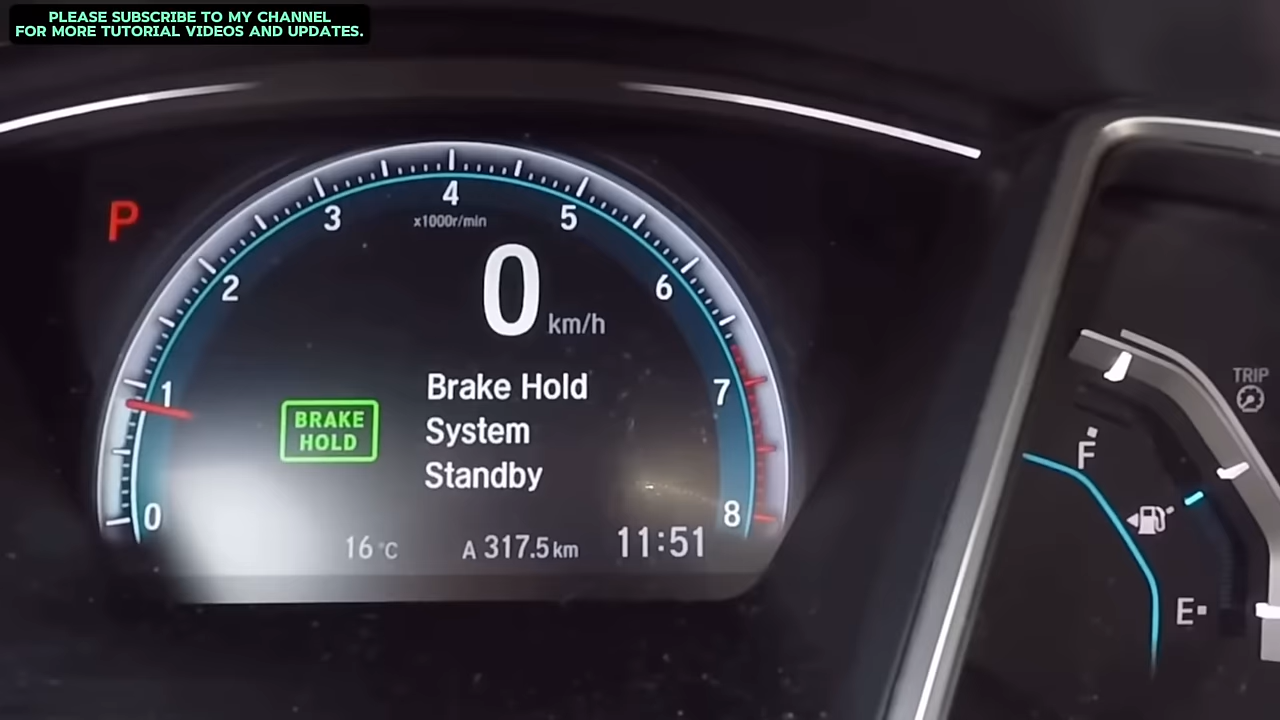 PLEASE SUBSCRIBE TO MY CHANNEL
FOR MORE TUTORIAL VIDEOS AND UPDATES.
P
0
1
2
3
4
5
6
7
8
x1000r/min
0 km/h
BRAKE
HOLD
Brake Hold
System
Standby
16°C
A 317.5 km
11:51
TRIP
F
E